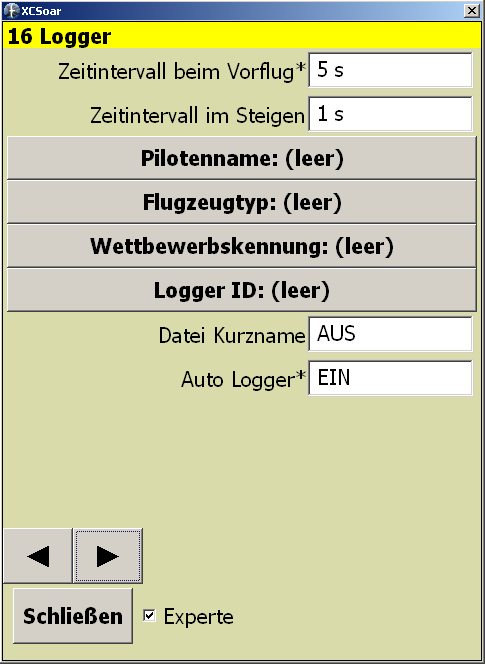 XCSoar
16 Logger
Zeitintervall beim Vorflug* 5 s
Zeitintervall im Steigen 1 s
Pilotenname: (leer)
Flugzeugtyp: (leer)
Wettbewerbskennung: (leer)
Logger ID: (leer)
Datei Kurzname AUS
Auto Logger* EIN
Schließen Experte